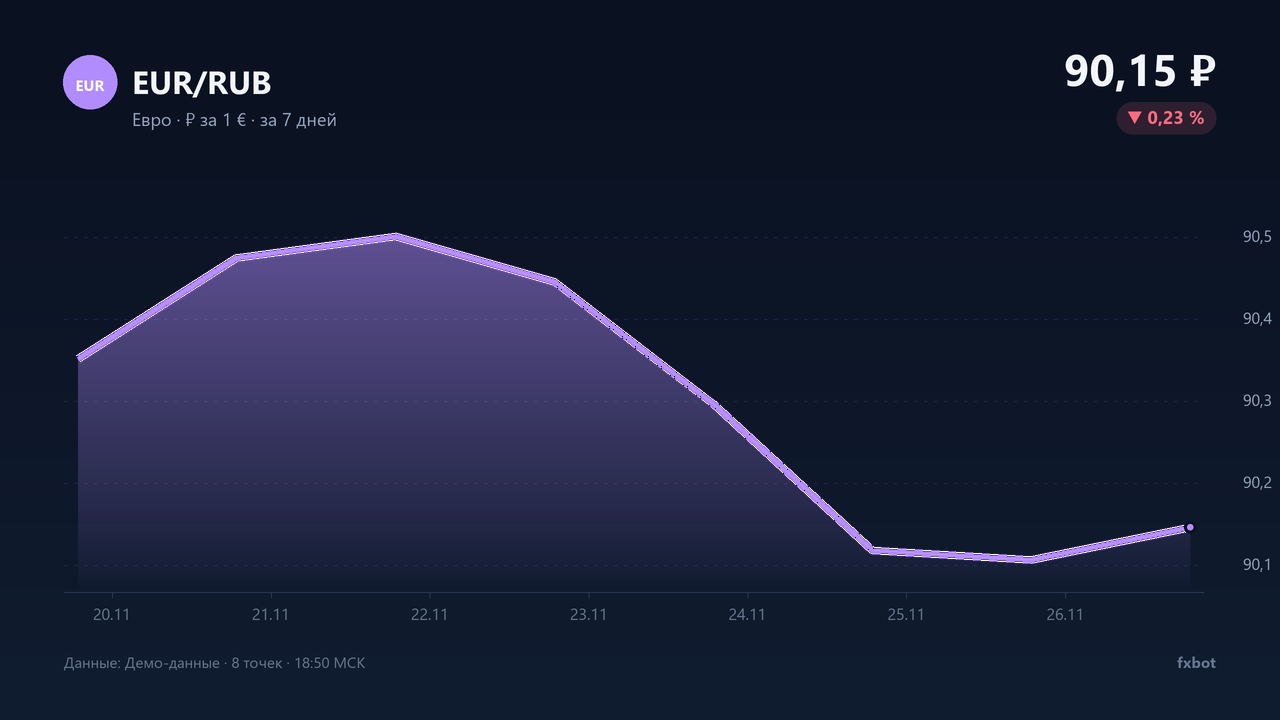 EUR
EUR/RUB
Евро · ₽ за 1 € · за 7 дней
90,15 ₽
▼ 0,23 %
90,5
90,4
90,3
90,2
90,1
20.11 21.11 22.11 23.11 24.11 25.11 26.11
Данные: Демо-данные · 8 точек · 18:50 МСК
fxbot